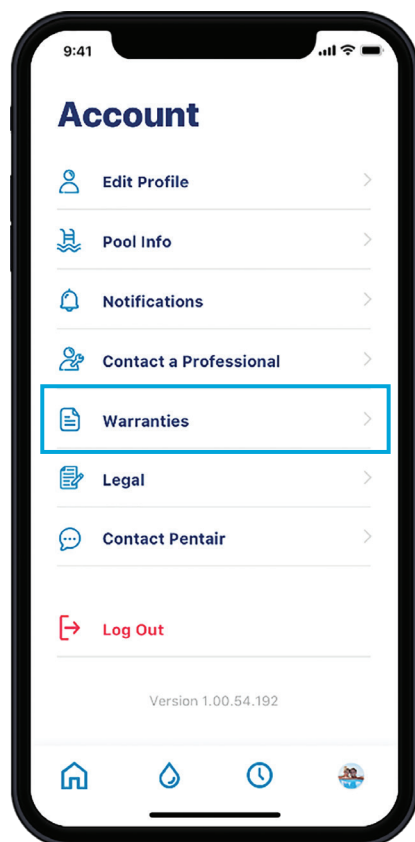 9:41
Account
Edit Profile
Pool Info
Notifications
Contact a Professional
Warranties
Legal
Contact Pentair
Log Out
Version 1.00.54.192